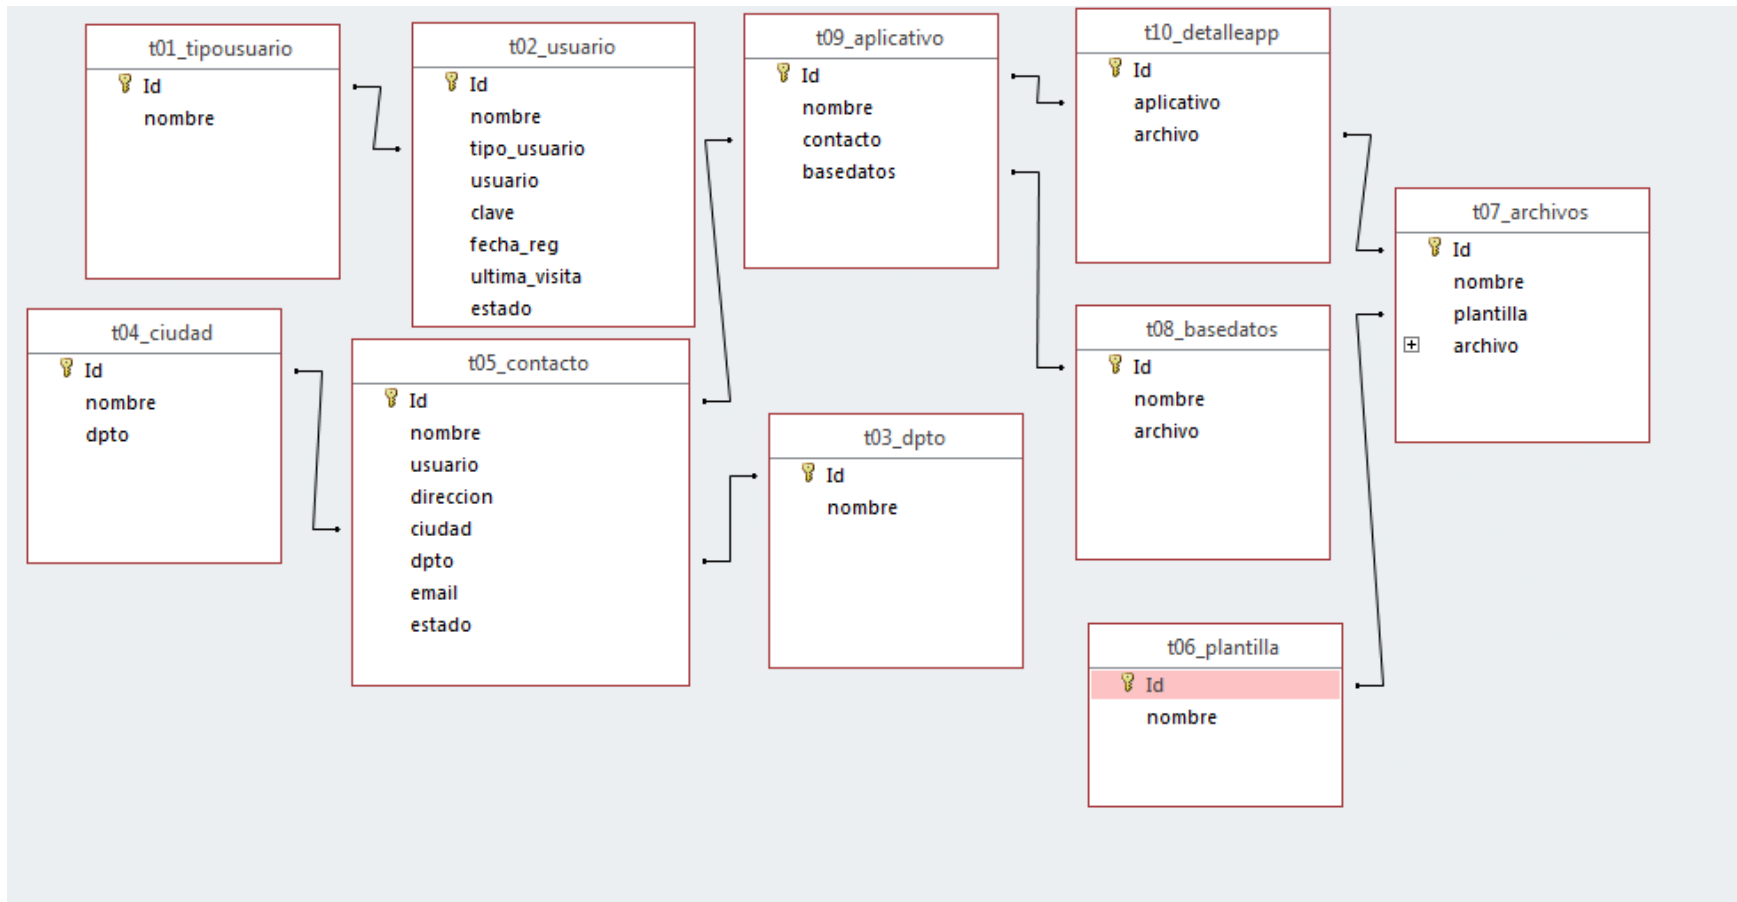 t01_tipousuario
Id
nombre
t02_usuario
Id
nombre
tipo_usuario
usuario
clave
fecha_reg
ultima_visita
estado
t09_aplicativo
Id
nombre
contacto
basedatos
t10_detalleapp
Id
aplicativo
archivo
t07_archivos
Id
nombre
plantilla
archivo
t04_ciudad
Id
nombre
dpto
t05_contacto
Id
nombre
usuario
direccion
ciudad
dpto
email
estado
t03_dpto
Id
nombre
t08_basedatos
Id
nombre
archivo
t06_plantilla
Id
nombre